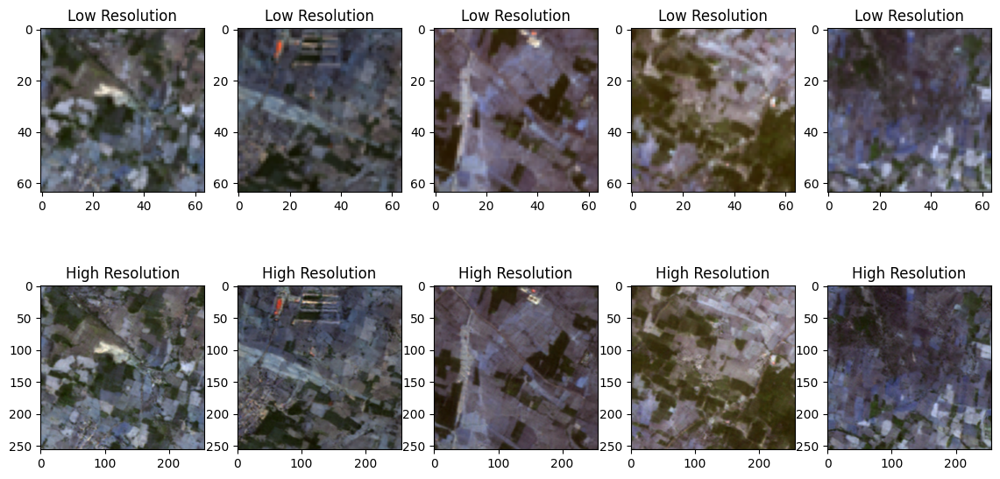 Low Resolution Low Resolution Low Resolution Low Resolution Low Resolution
0 0 0 0 0
20 20 20 20 20
40 40 40 40 40
60 60 60 60 60
0 20 40 60 0 20 40 60 0 20 40 60 0 20 40 60 0 20 40 60
High Resolution High Resolution High Resolution High Resolution High Resolution
0 0 0 0 0
50 50 50 50 50
100 100 100 100 100
150 150 150 150 150
200 200 200 200 200
250 250 250 250 250
0 100 200 0 100 200 0 100 200 0 100 200 0 100 200